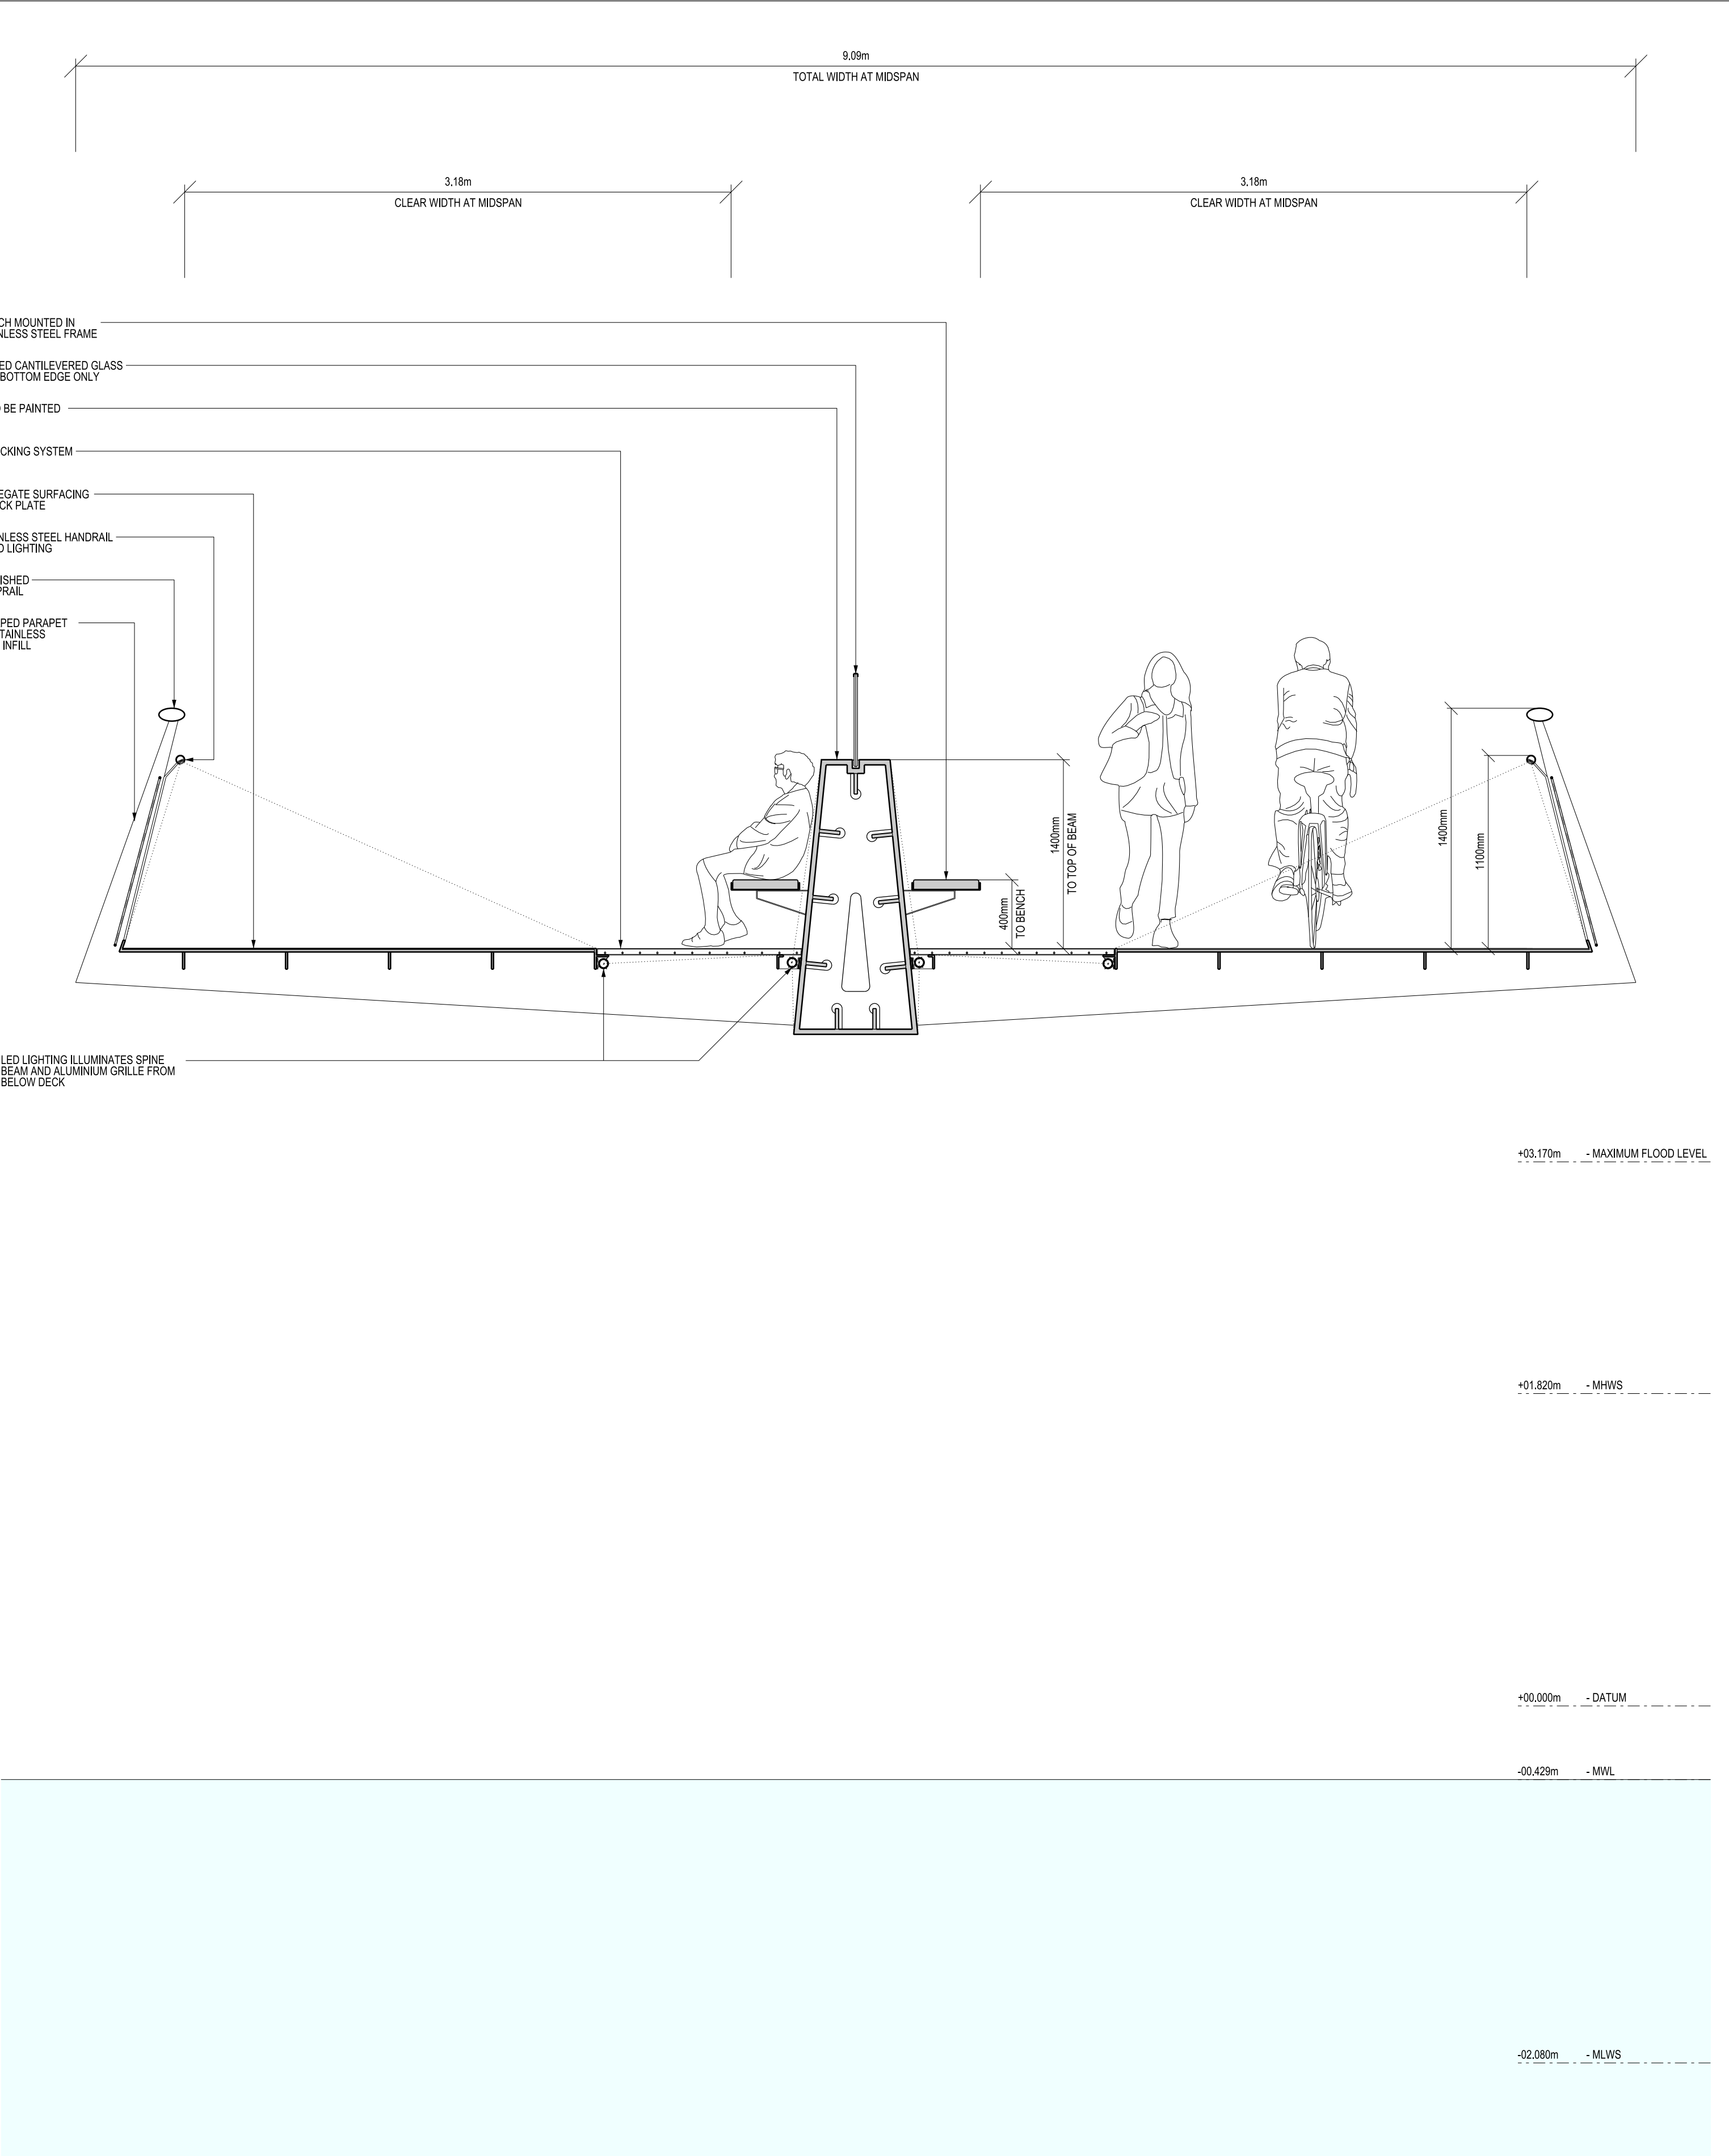 9.09m
TOTAL WIDTH AT MIDSPAN
3.18m
CLEAR WIDTH AT MIDSPAN
3.18m
CLEAR WIDTH AT MIDSPAN
CH MOUNTED IN
NLESS STEEL FRAME
ED CANTILEVERED GLASS
BOTTOM EDGE ONLY
BE PAINTED
CKING SYSTEM
EGATE SURFACING
CK PLATE
NLESS STEEL HANDRAIL
LIGHTING
ISHED
PRAIL
PED PARAPET
TAINLESS
INFILL
1400mm
TO TOP OF BEAM
400mm
TO BENCH
1400mm
1100mm
LED LIGHTING ILLUMINATES SPINE
BEAM AND ALUMINIUM GRILLE FROM
BELOW DECK
+03.170m - MAXIMUM FLOOD LEVEL
+01.820m - MHWS
+00.000m - DATUM
-00.429m - MWL
-02.080m - MLWS